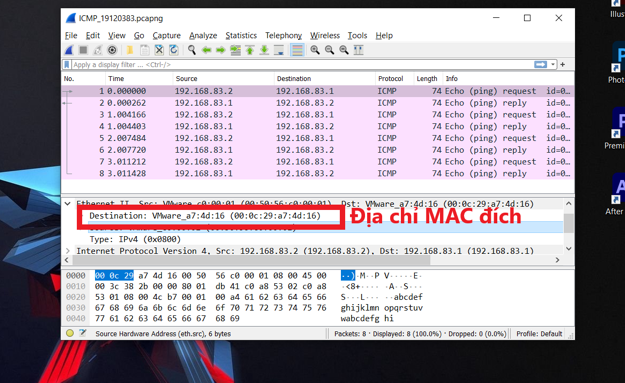 ICMP_19120383.pcapng
File Edit View Go Capture Analyze Statistics Telephony Wireless Tools Help
Apply a display filter ... <Ctrl-/>
No. Time Source Destination Protocol Length Info
1 0.000000 192.168.83.2 192.168.83.1 ICMP 74 Echo (ping) request id=0…
2 0.000262 192.168.83.1 192.168.83.2 ICMP 74 Echo (ping) reply id=0…
3 1.004166 192.168.83.2 192.168.83.1 ICMP 74 Echo (ping) request id=0…
4 1.004403 192.168.83.1 192.168.83.2 ICMP 74 Echo (ping) reply id=0…
5 2.007484 192.168.83.2 192.168.83.1 ICMP 74 Echo (ping) request id=0…
6 2.007720 192.168.83.1 192.168.83.2 ICMP 74 Echo (ping) reply id=0…
7 3.011212 192.168.83.2 192.168.83.1 ICMP 74 Echo (ping) request id=0…
8 3.011428 192.168.83.1 192.168.83.2 ICMP 74 Echo (ping) reply id=0…
Ethernet II, Src: VMware_c0:00:01 (00:50:56:c0:00:01), Dst: VMware_a7:4d:16 (00:0c:29:a7:4d:16)
Destination: VMware_a7:4d:16 (00:0c:29:a7:4d:16)
Địa chỉ MAC đích
Type: IPv4 (0x0800)
Internet Protocol Version 4, Src: 192.168.83.2 (192.168.83.2), Dst: 192.168.83.1 (192.168.83.1)
0000 00 0c 29 a7 4d 16 00 50 56 c0 00 01 08 00 45 00 ··)·M··P V·····E·
0010 00 3c 38 2b 00 00 80 01 db 41 c0 a8 53 02 c0 a8 ·<8+···· ·A··S···
0020 53 01 08 00 4c b7 00 01 00 a4 61 62 63 64 65 66 S···L··· ··abcdef
0030 67 68 69 6a 6b 6c 6d 6e 6f 70 71 72 73 74 75 76 ghijklmn opqrstuv
0040 77 61 62 63 64 65 66 67 68 69 wabcdefg hi
Source Hardware Address (eth.src), 6 bytes Packets: 8 · Displayed: 8 (100.0%) · Dropped: 0 (0.0%) Profile: Default
Illus
Photo
Premi
After